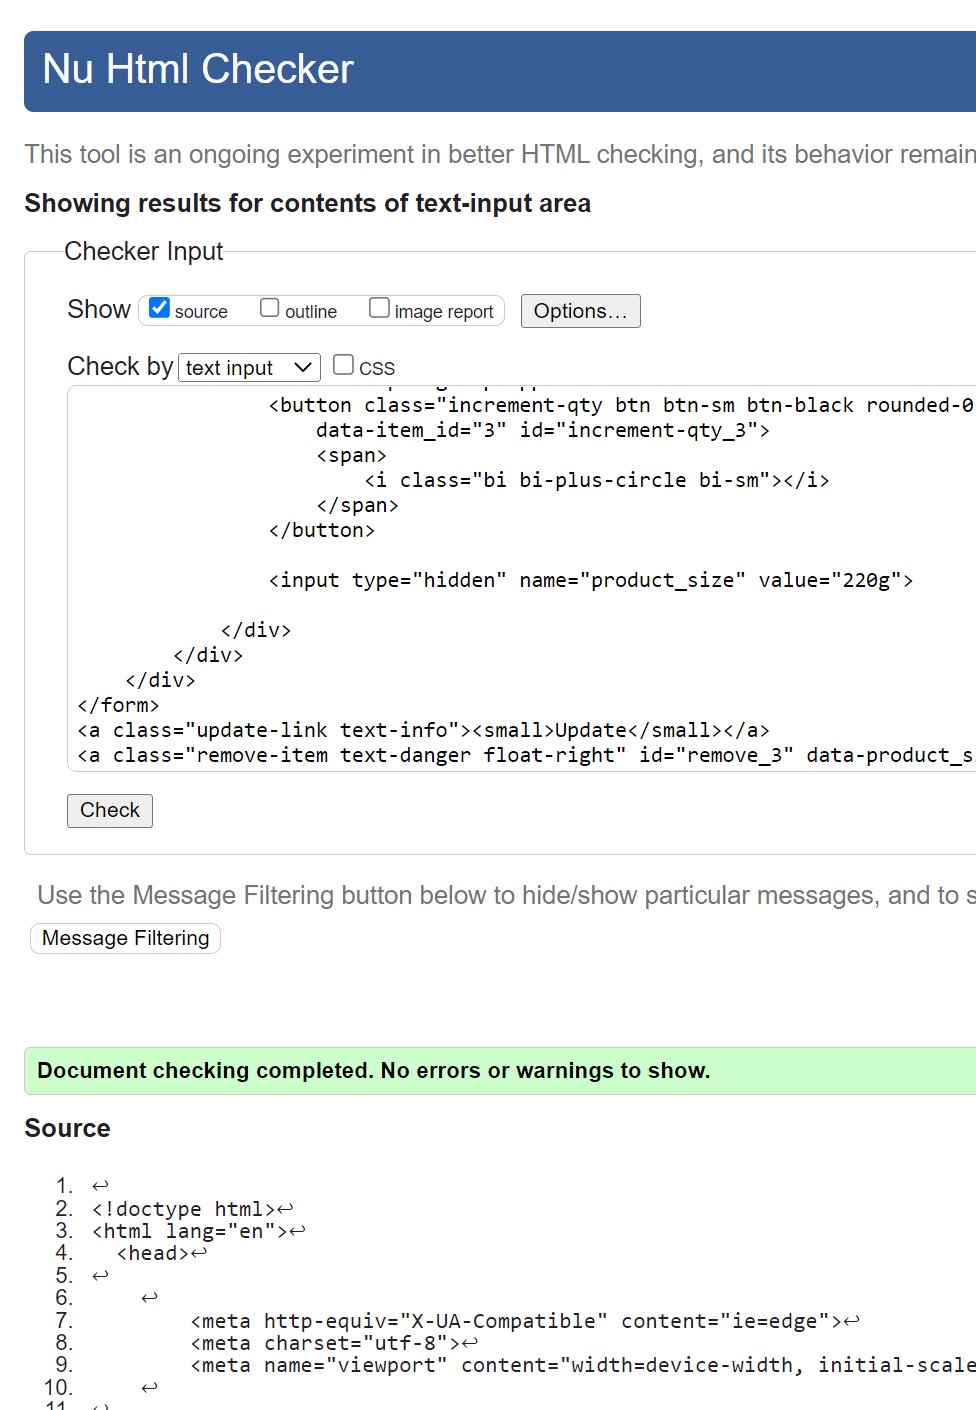 Nu Html Checker
This tool is an ongoing experiment in better HTML checking, and its behavior remain
Showing results for contents of text-input area
Checker Input
Show source outline image report Options…
Check by text input CSS
<button class="increment-qty btn btn-sm btn-black rounded-0
data-item_id="3" id="increment-qty_3">
<span>
<i class="bi bi-plus-circle bi-sm"></i>
</span>
</button>
<input type="hidden" name="product_size" value="220g">
</div>
</div>
</div>
</form>
<a class="update-link text-info"><small>Update</small></a>
<a class="remove-item text-danger float-right" id="remove_3" data-product_s
Check
Use the Message Filtering button below to hide/show particular messages, and to s
Message Filtering
Document checking completed. No errors or warnings to show.
Source
1. ↩
2. <!doctype html>↩
3. <html lang="en">↩
4. <head>↩
5. ↩
6. ↩
7. <meta http-equiv="X-UA-Compatible" content="ie=edge">↩
8. <meta charset="utf-8">↩
9. <meta name="viewport" content="width=device-width, initial-scale
10. ↩
11. ↩